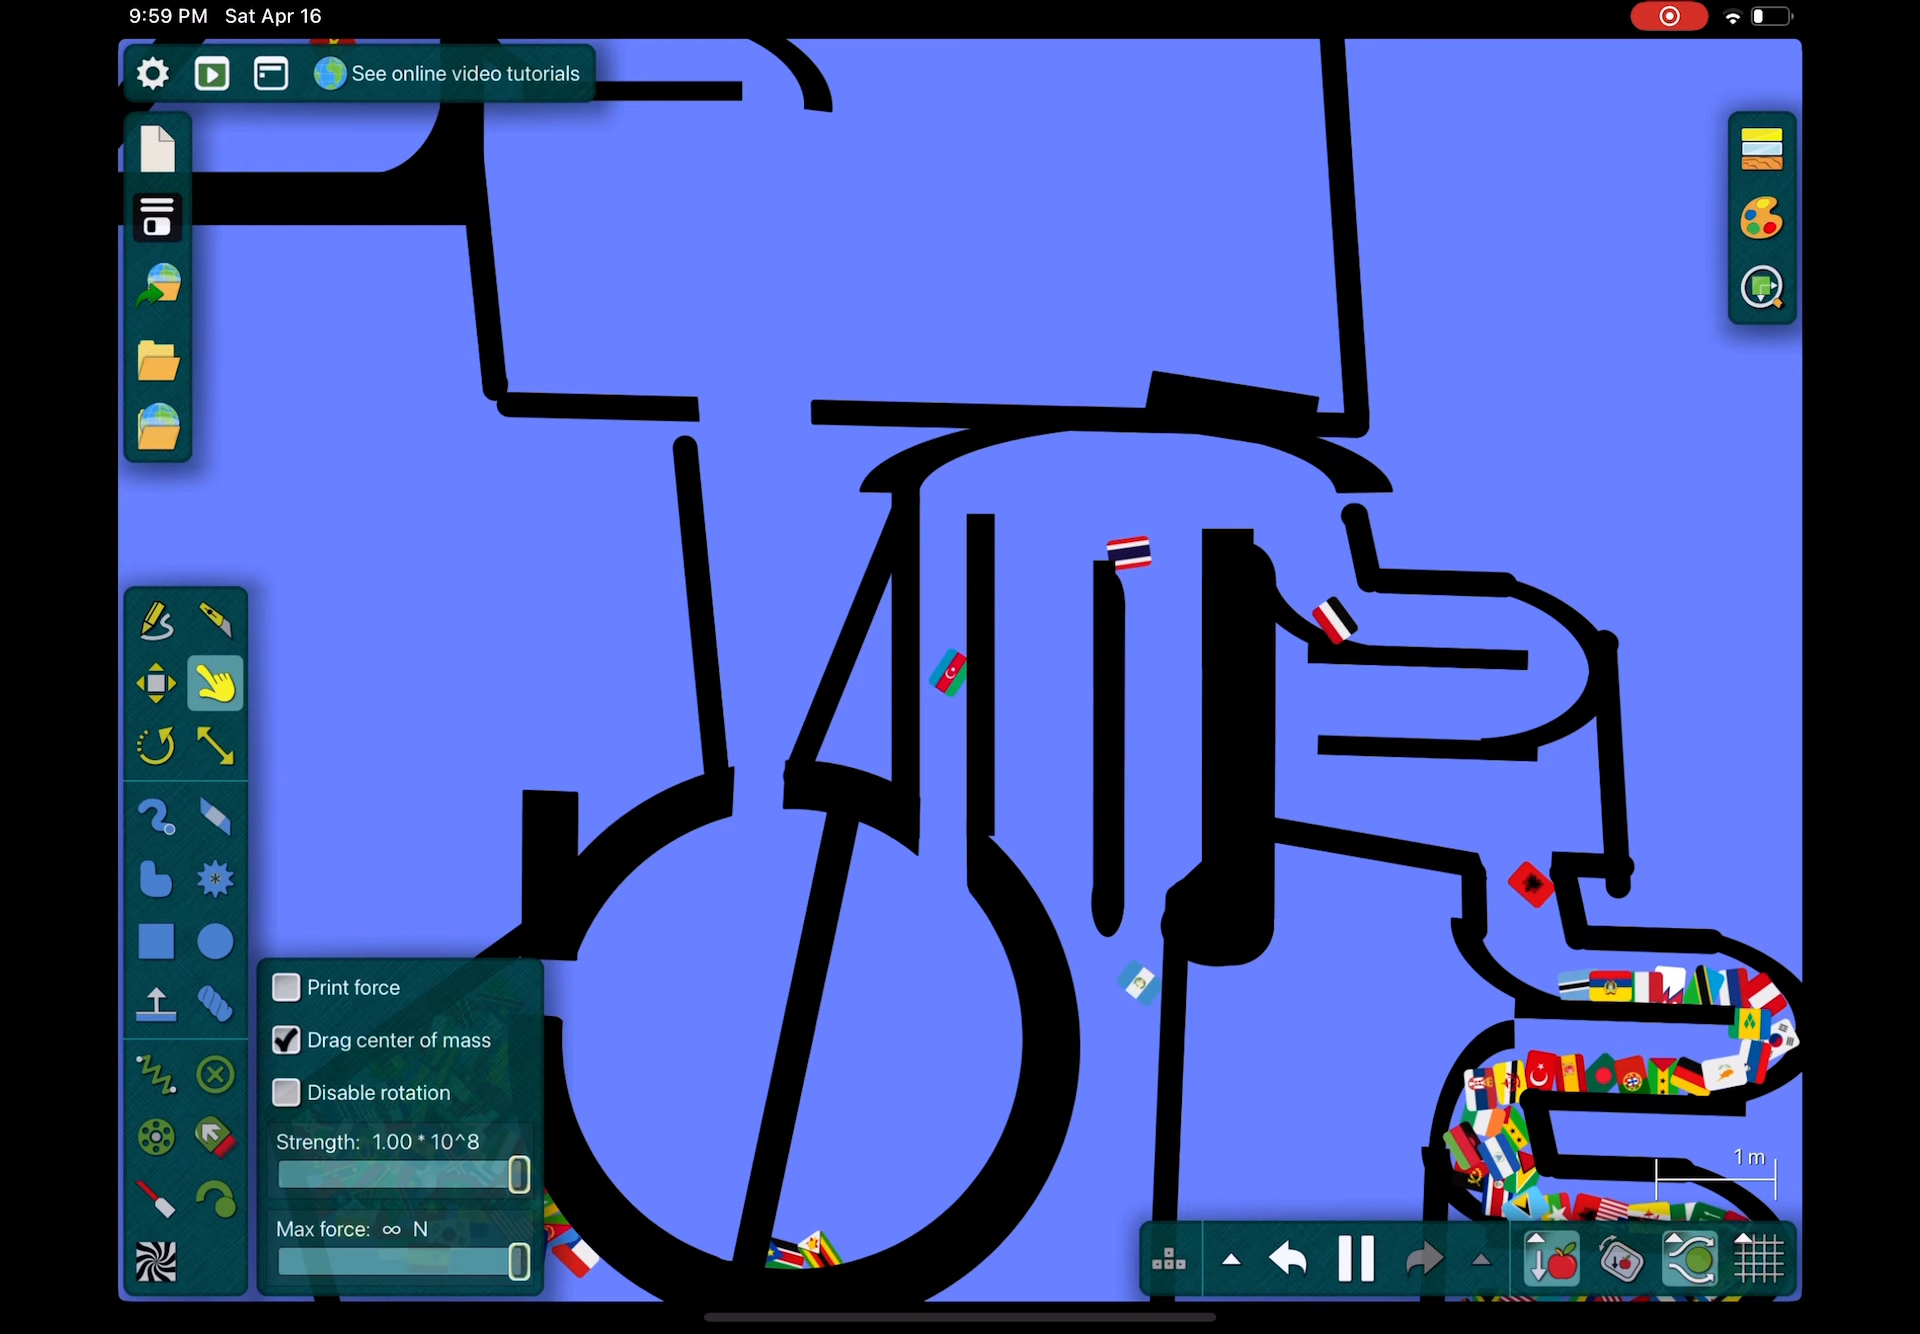 9:59 PM Sat Apr 16
See online video tutorials
Print force
Drag center of mass
Disable rotation
Strength: 1.00 * 10^8
Max force: ∞ N
1 m